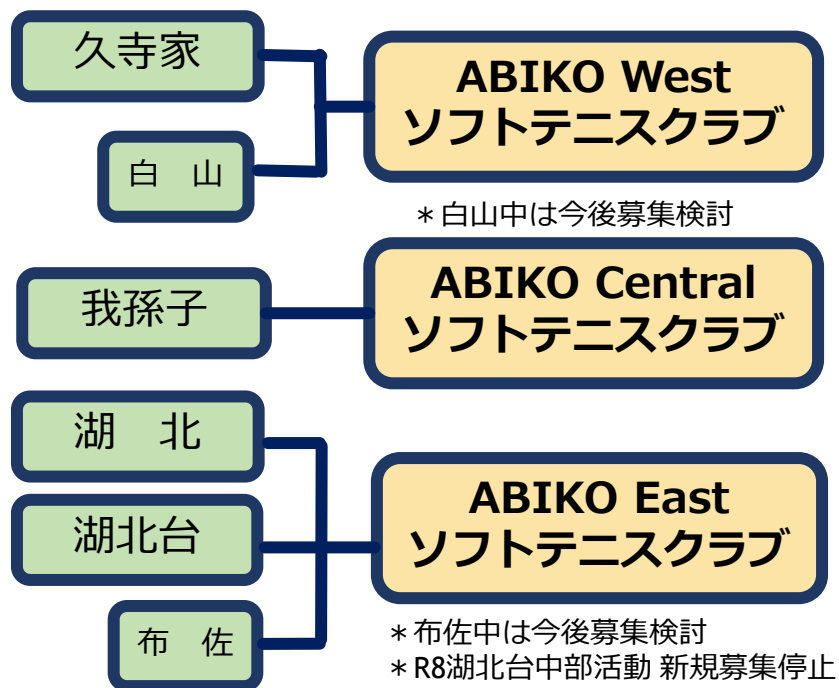 久寺家
白　山
ABIKO West
ソフトテニスクラブ
＊白山中は今後募集検討
我孫子
ABIKO Central
ソフトテニスクラブ
湖　北
湖北台
布　佐
ABIKO East
ソフトテニスクラブ
＊布佐中は今後募集検討
＊R8湖北台中部活動 新規募集停止